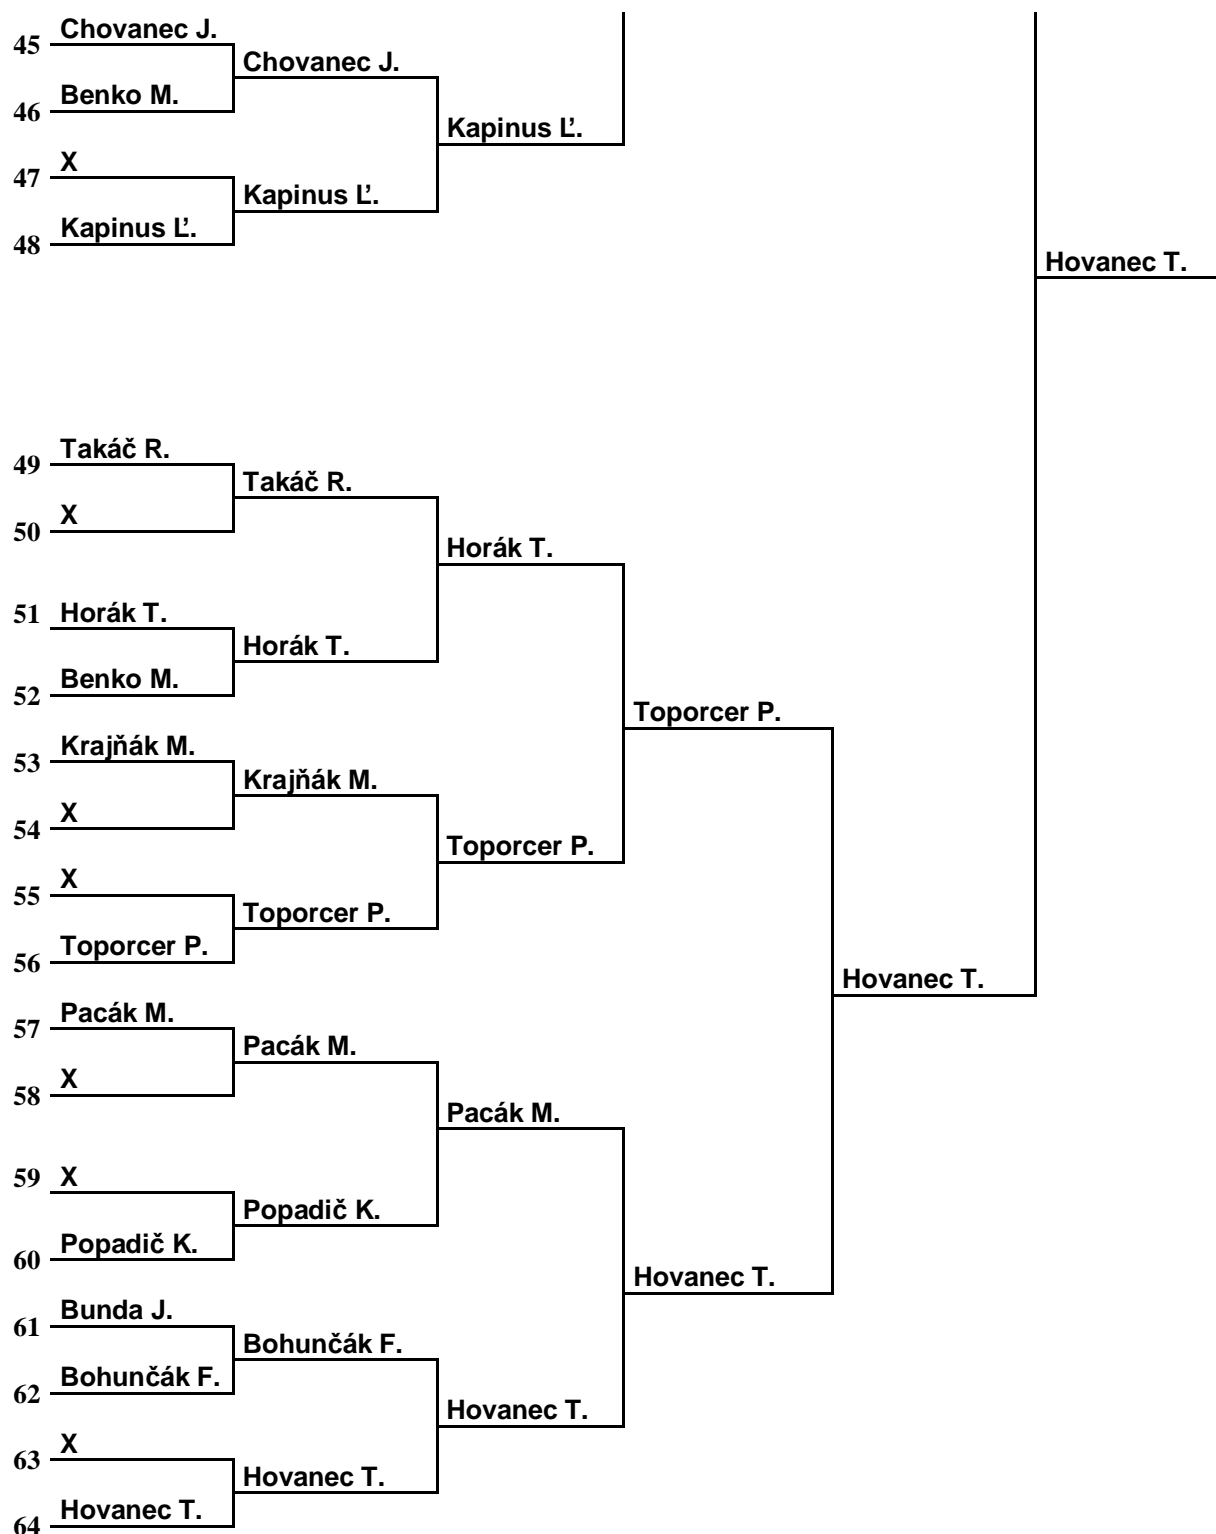 45 Chovanec J.
Chovanec J.
46 Benko M.
Kapinus Ľ.
47 X
Kapinus Ľ.
48 Kapinus Ľ.
Hovanec T.
49 Takáč R.
Takáč R.
50 X
Horák T.
51 Horák T.
Horák T.
52 Benko M.
Toporcer P.
53 Krajňák M.
Krajňák M.
54 X
Toporcer P.
55 X
Toporcer P.
56 Toporcer P.
Hovanec T.
57 Pacák M.
Pacák M.
58 X
Pacák M.
59 X
Popadič K.
60 Popadič K.
Hovanec T.
61 Bunda J.
Bohunčák F.
62 Bohunčák F.
Hovanec T.
63 X
Hovanec T.
64 Hovanec T.